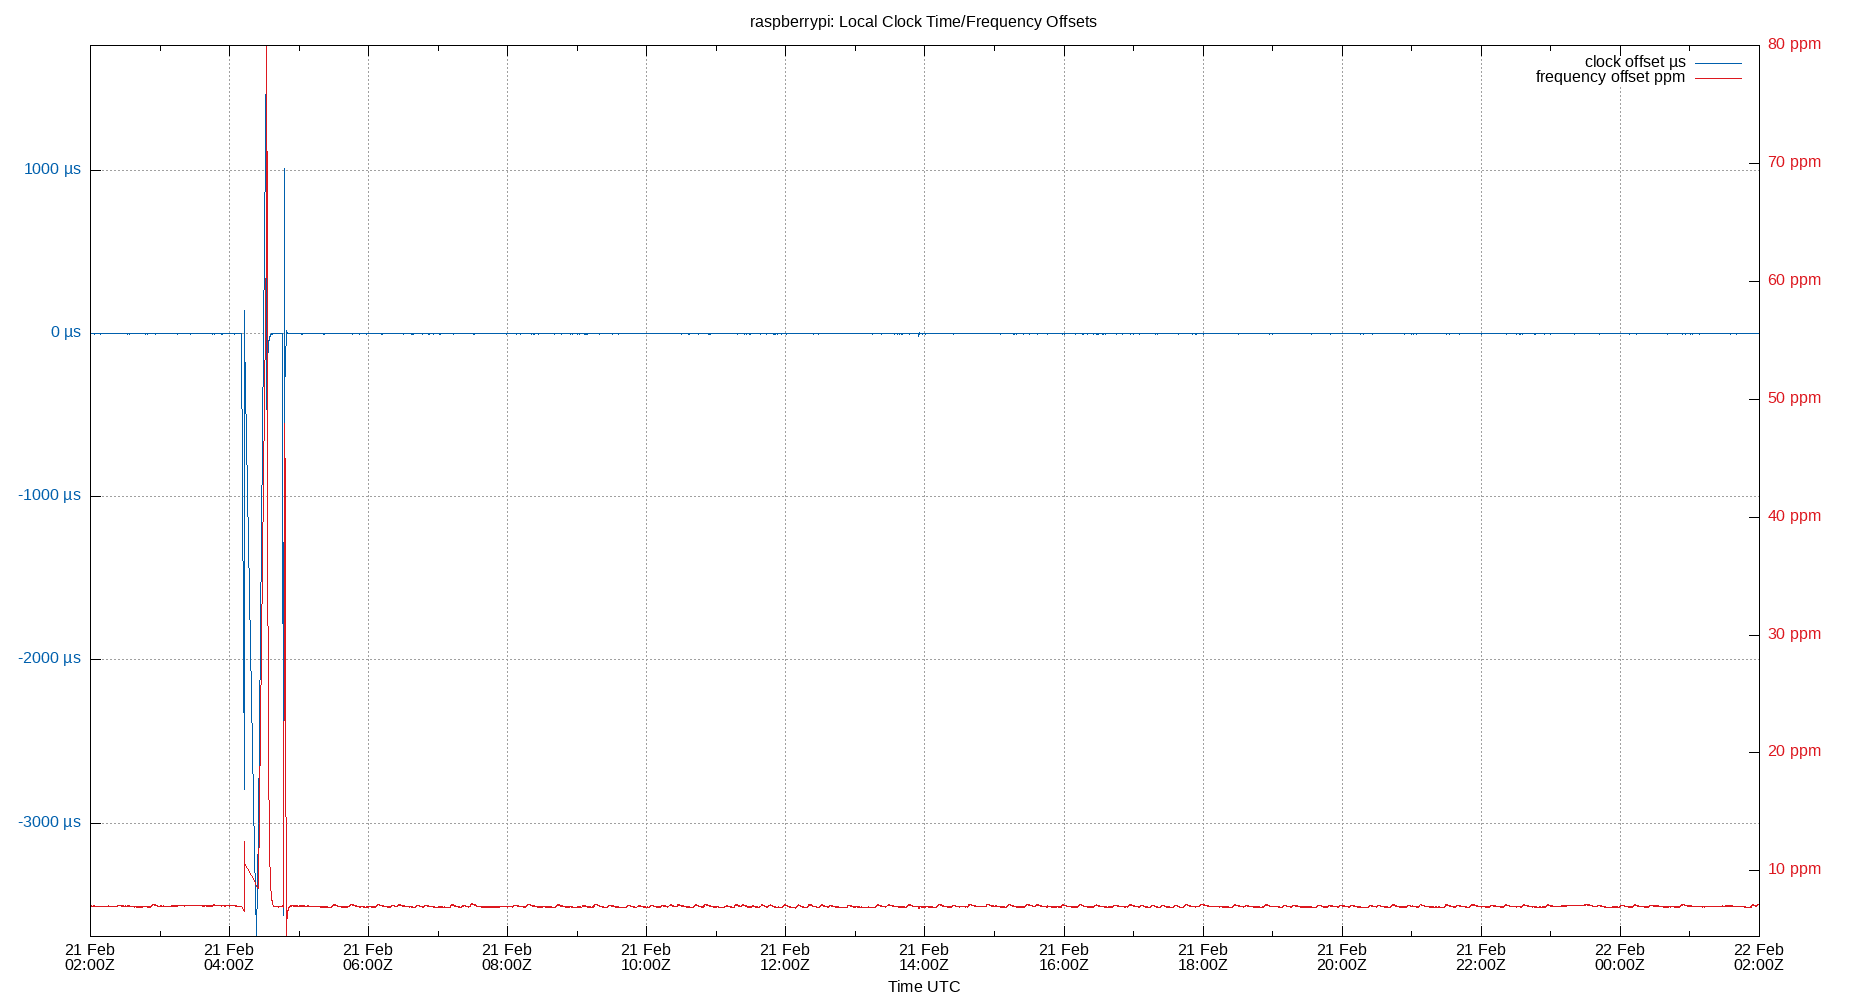 raspberrypi: Local Clock Time/Frequency Offsets
80 ppm
clock offset µs
frequency offset ppm
1000 µs
70 ppm
60 ppm
0 µs
50 ppm
-1000 µs
40 ppm
30 ppm
-2000 µs
20 ppm
-3000 µs
10 ppm
21 Feb 21 Feb 21 Feb 21 Feb 21 Feb 21 Feb 21 Feb 21 Feb 21 Feb 21 Feb 21 Feb 22 Feb 22 Feb
02:00Z 04:00Z 06:00Z 08:00Z 10:00Z 12:00Z 14:00Z 16:00Z 18:00Z 20:00Z 22:00Z 00:00Z 02:00Z
Time UTC